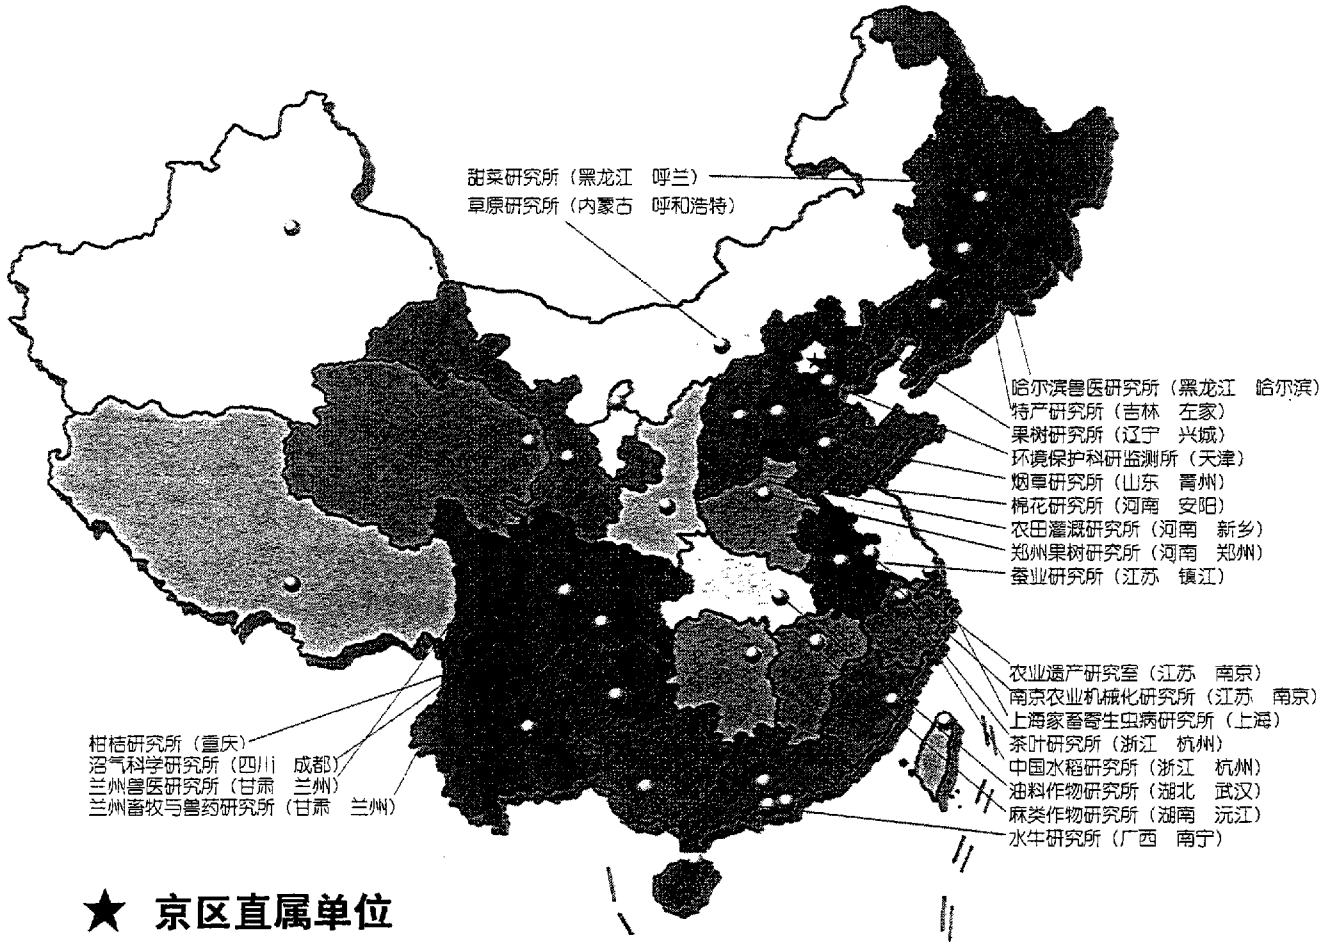 甜菜研究所（黑龙江　呼兰）
草原研究所（内蒙古　呼和浩特）
哈尔滨兽医研究所（黑龙江　哈尔滨）
特产研究所（吉林　左家）
果树研究所（辽宁　兴城）
环境保护科研监测所（天津）
烟草研究所（山东　青州）
棉花研究所（河南　安阳）
农田灌溉研究所（河南　新乡）
郑州果树研究所（河南　郑州）
蚕业研究所（江苏　镇江）
农业遗产研究室（江苏　南京）
南京农业机械化研究所（江苏　南京）
上海家畜寄生虫病研究所（上海）
茶叶研究所（浙江　杭州）
中国水稻研究所（浙江　杭州）
油料作物研究所（湖北　武汉）
麻类作物研究所（湖南　沅江）
水牛研究所（广西　南宁）
柑桔研究所（重庆）
沼气科学研究所（四川　成都）
兰州兽医研究所（甘肃　兰州）
兰州畜牧与兽药研究所（甘肃　兰州）
★ 京区直属单位